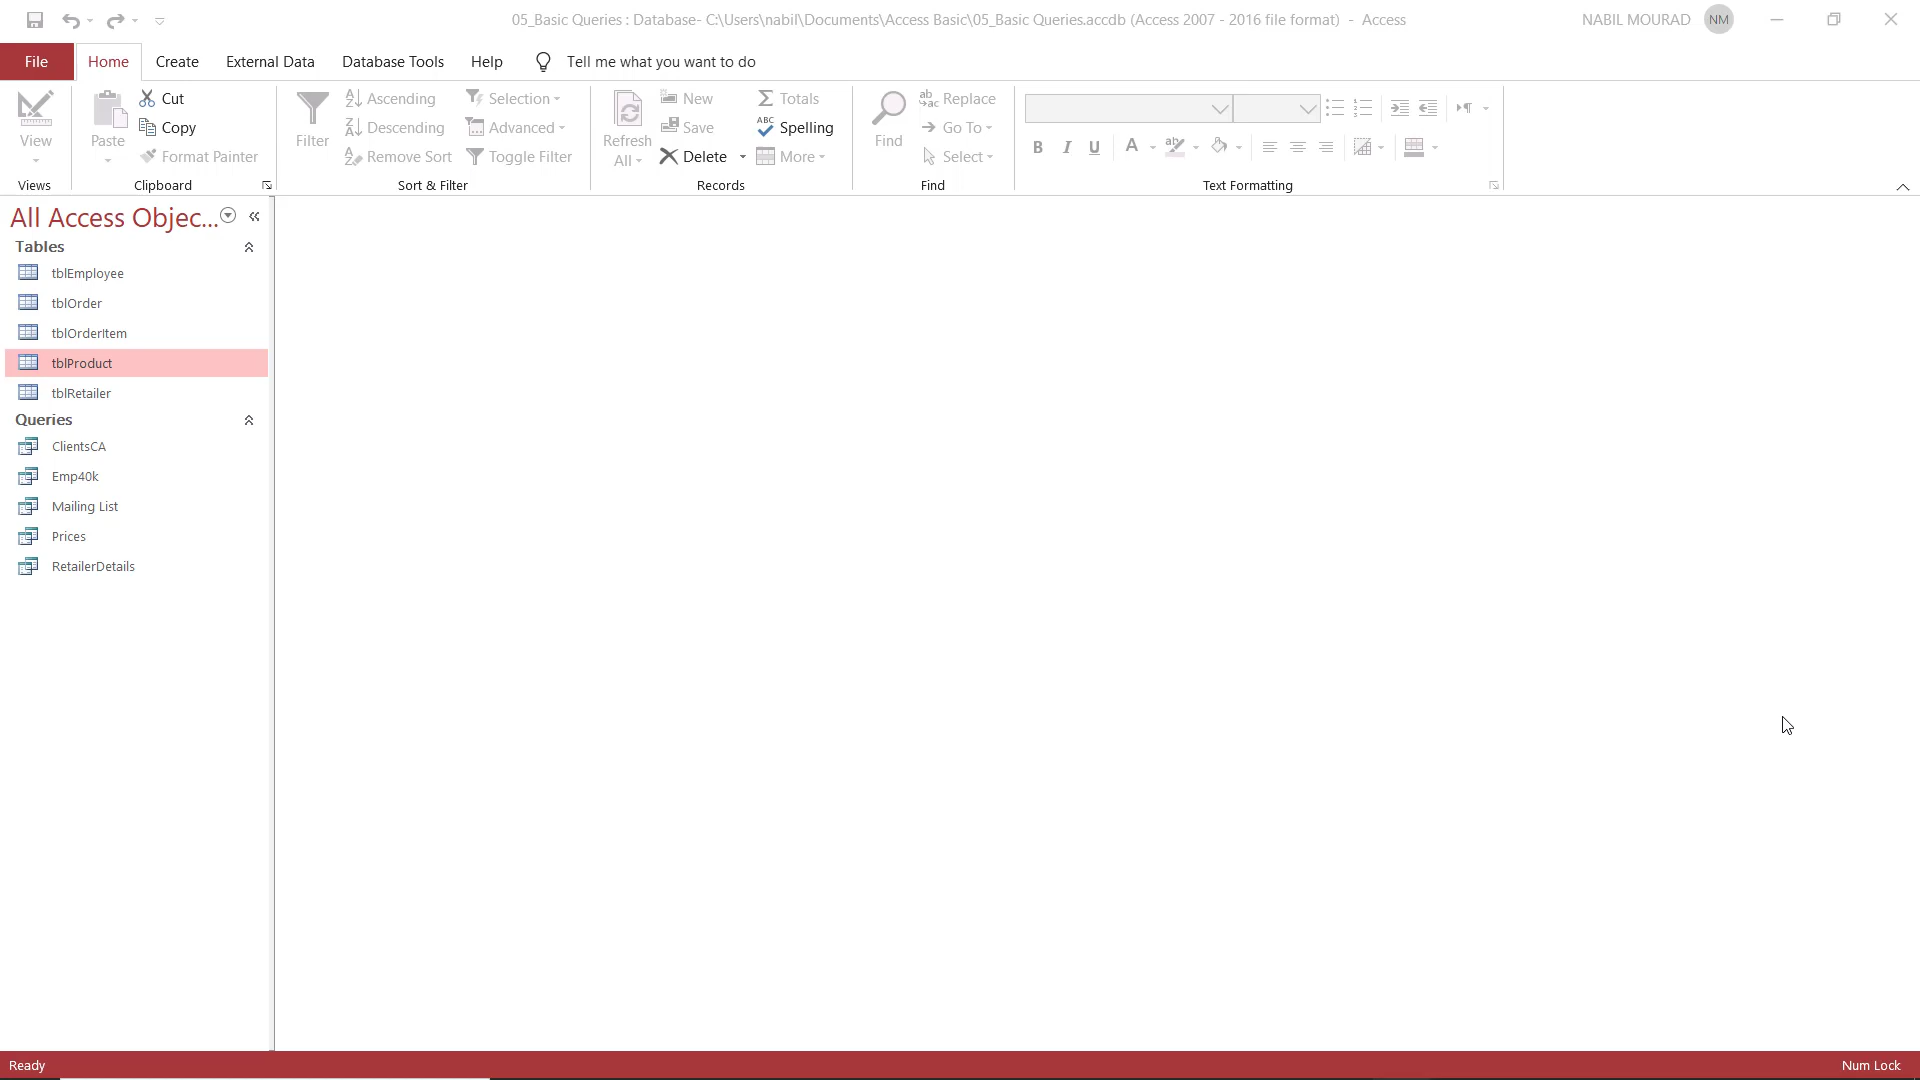 05_Basic Queries : Database- C:\Users\nabil\Documents\Access Basic\05_Basic Queries.accdb (Access 2007 - 2016 file format) - Access
NABIL MOURAD
NM
File
Home
Create
External Data
Database Tools
Help
Tell me what you want to do
View
Views
Paste
Cut
Copy
Format Painter
Clipboard
Filter
Ascending
Descending
Remove Sort
Selection
Advanced
Toggle Filter
Sort & Filter
Refresh
All
New
Save
Delete
Totals
Spelling
More
Records
Find
Replace
Go To
Select
Find
B I U
A
Text Formatting
All Access Objec...
Tables
tblEmployee
tblOrder
tblOrderItem
tblProduct
tblRetailer
Queries
ClientsCA
Emp40k
Mailing List
Prices
RetailerDetails
Ready
Num Lock